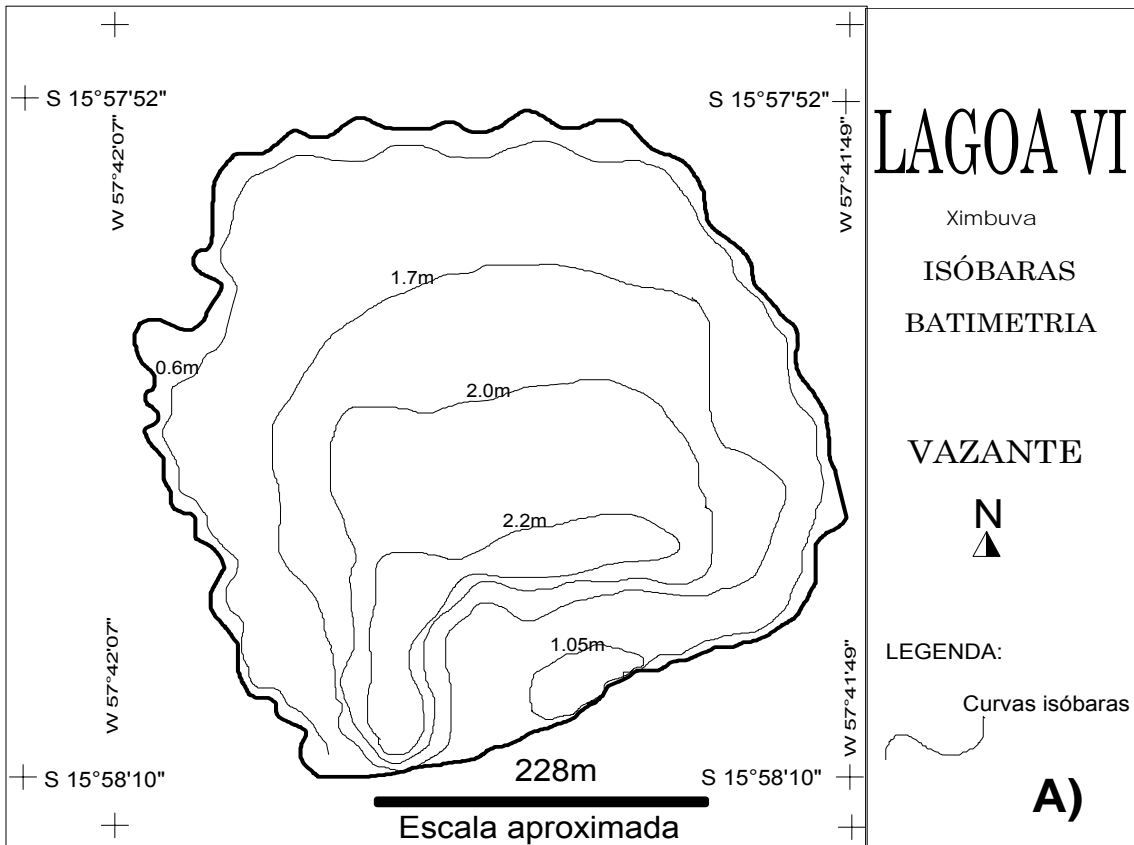 S 15°57'52"
S 15°57'52"
W 57°42'07"
W 57°41'49"
LAGOA VI
Ximbuva
ISÓBARAS
BATIMETRIA
VAZANTE
N
1.7m
0.6m
2.0m
2.2m
1.05m
W 57°42'07"
W 57°41'49"
LEGENDA:
Curvas isóbaras
S 15°58'10"
228m
S 15°58'10"
Escala aproximada
A)